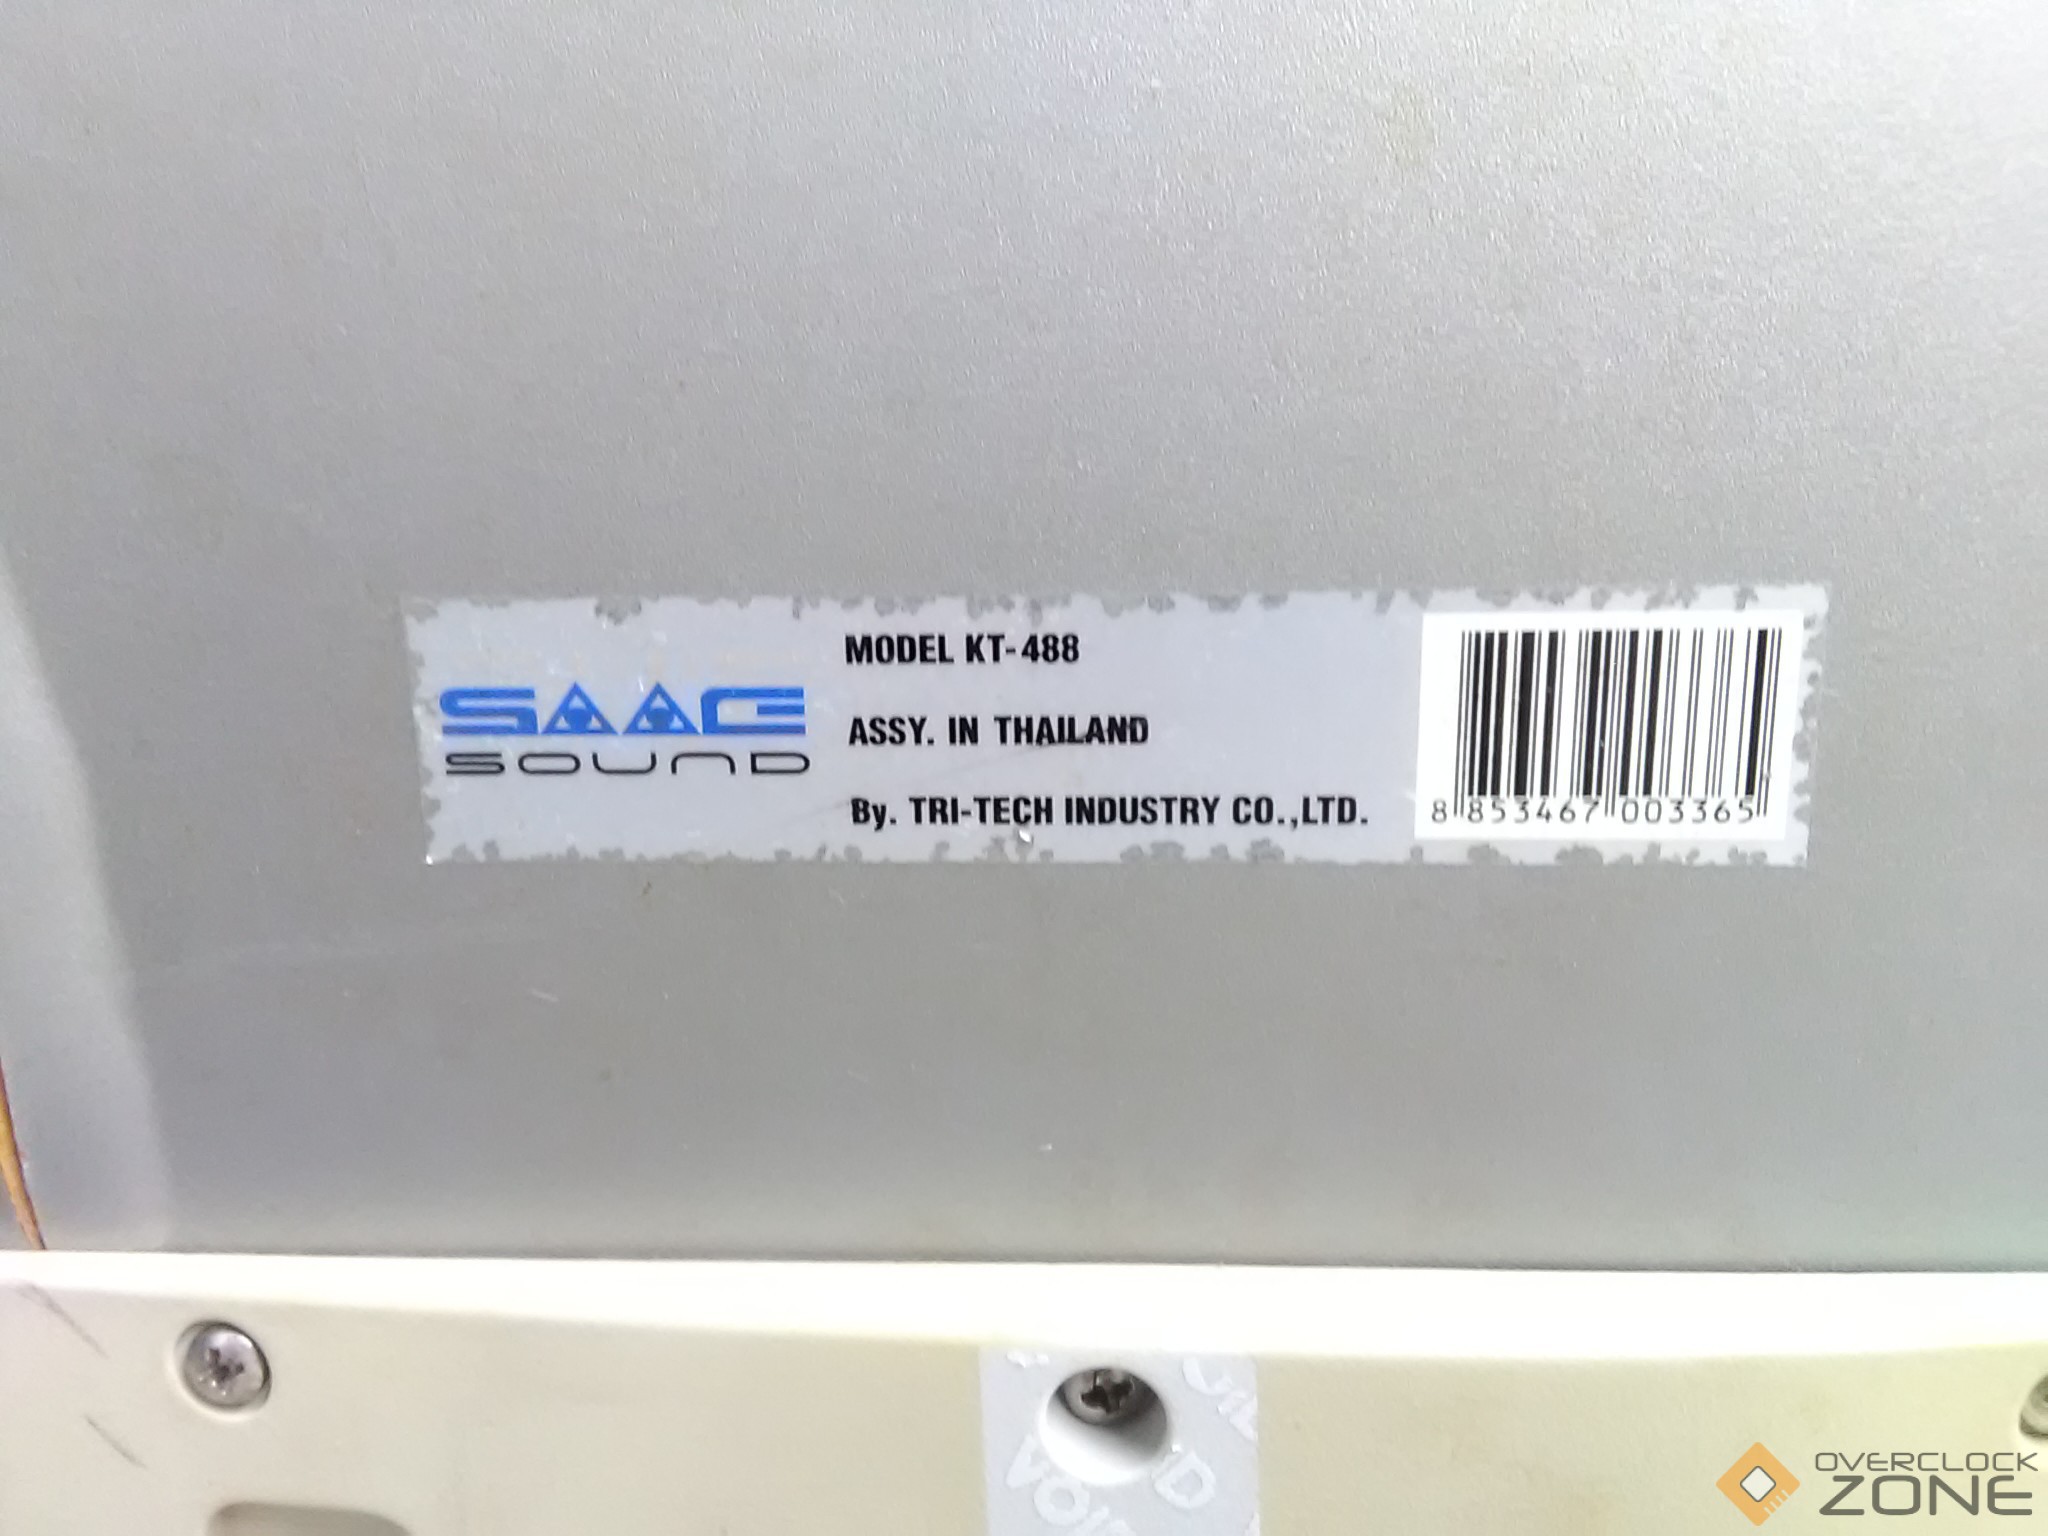 SAAG
SOUND
MODEL KT-488
ASSY. IN THAILAND
By. TRI-TECH INDUSTRY CO.,LTD.
8 853467 003365
VOID
OVERCLOCK
ZONE